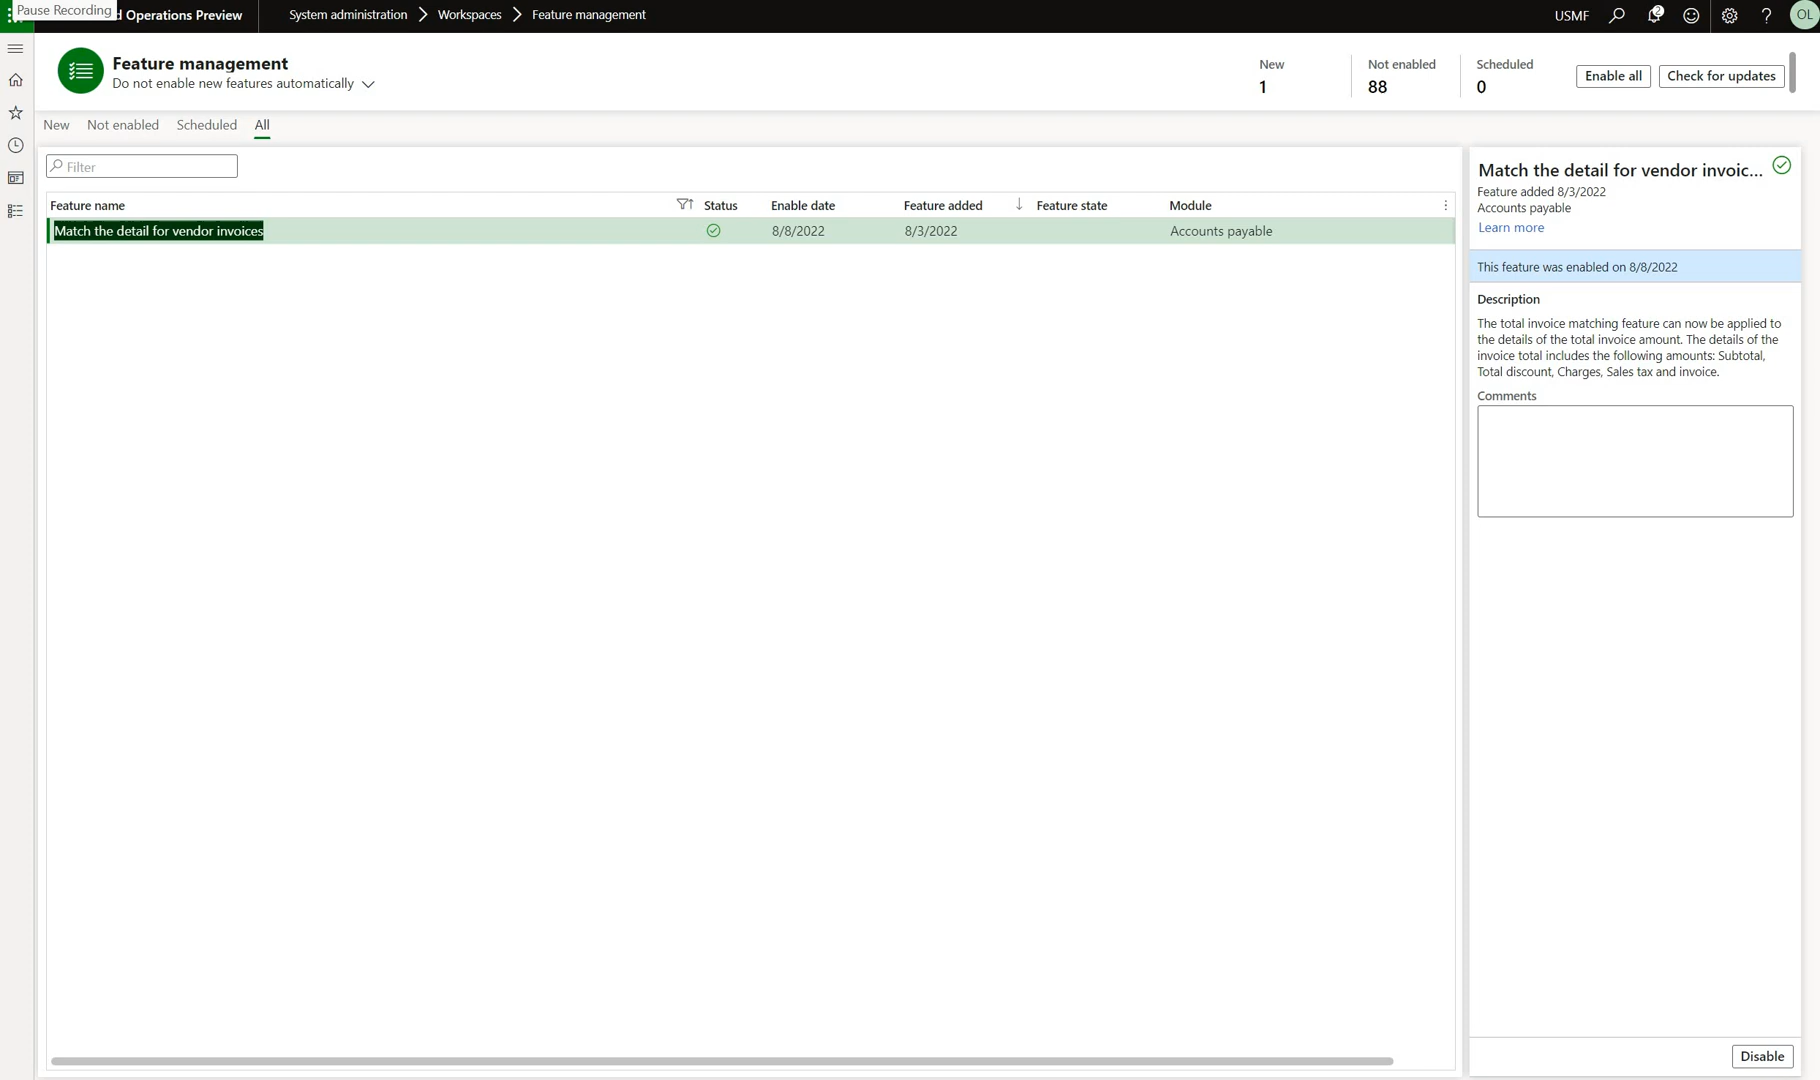 Pause Recording
d Operations Preview
System administration
Workspaces
Feature management
USMF
2
OL
Feature management
Do not enable new features automatically
New
1
Not enabled
88
Scheduled
0
Enable all
Check for updates
New
Not enabled
Scheduled
All
Filter
Feature name
Status
Enable date
Feature added
Feature state
Module
Match the detail for vendor invoices
8/8/2022
8/3/2022
Accounts payable
Match the detail for vendor invoic...
Feature added 8/3/2022
Accounts payable
Learn more
This feature was enabled on 8/8/2022
Description
The total invoice matching feature can now be applied to
the details of the total invoice amount. The details of the
invoice total includes the following amounts: Subtotal,
Total discount, Charges, Sales tax and invoice.
Comments
Disable